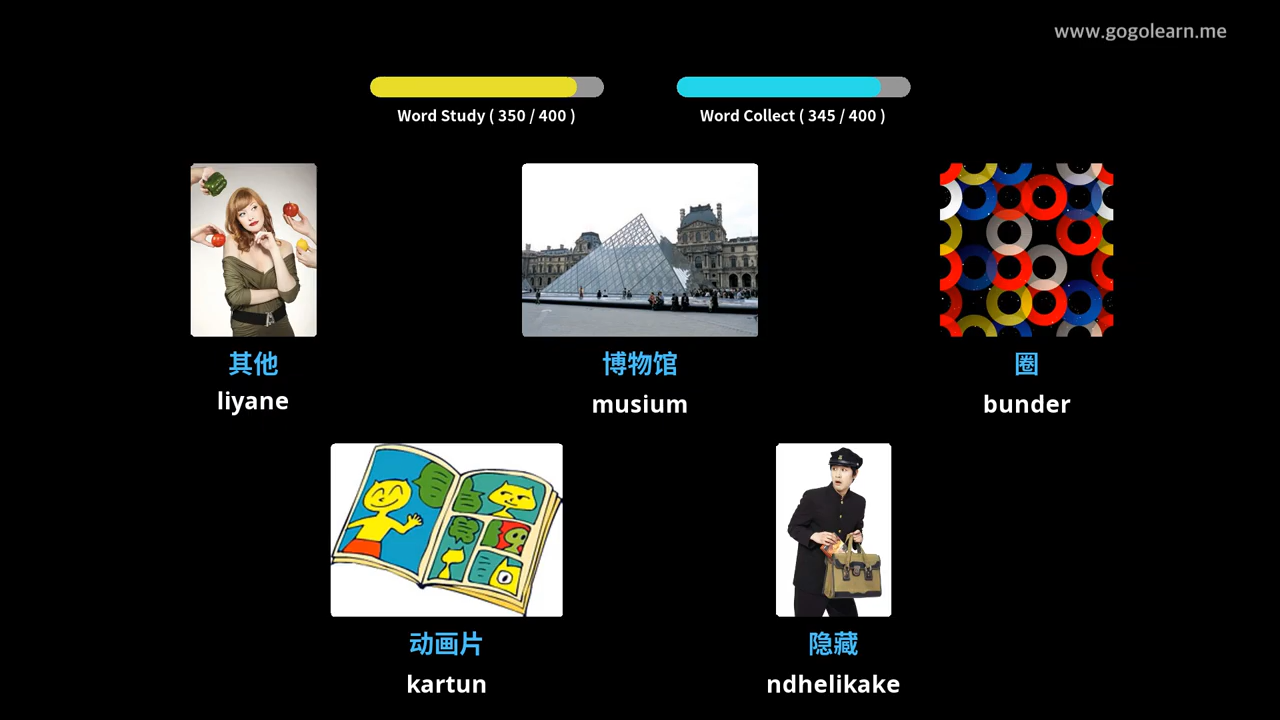 www.gogolearn.me
Word Study ( 350 / 400 )
Word Collect ( 345 / 400 )
其他
liyane
博物馆
musium
圈
bunder
动画片
kartun
隐藏
ndhelikake